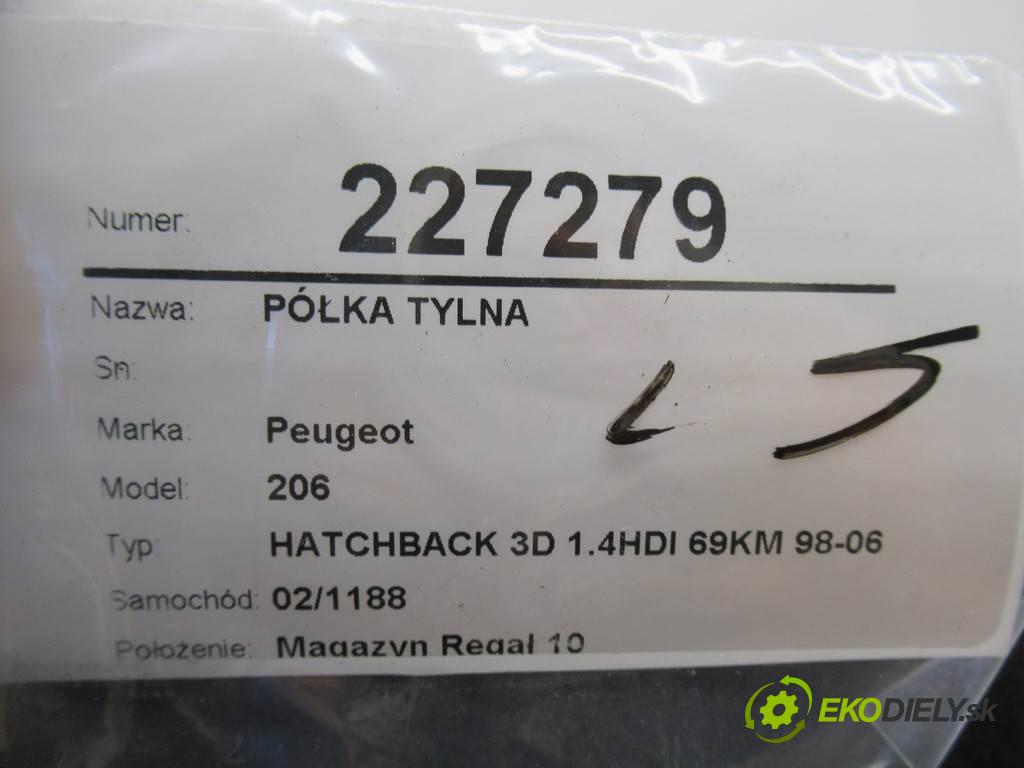 Numer: 227279
Nazwa: PÓŁKA TYLNA
Sn:
Marka: Peugeot
Model: 206
Typ: HATCHBACK 3D 1.4HDI 69KM 98-06
Samochód: 02/1188
Położenie: Magazyn Regał 10
EKODIELY.sk